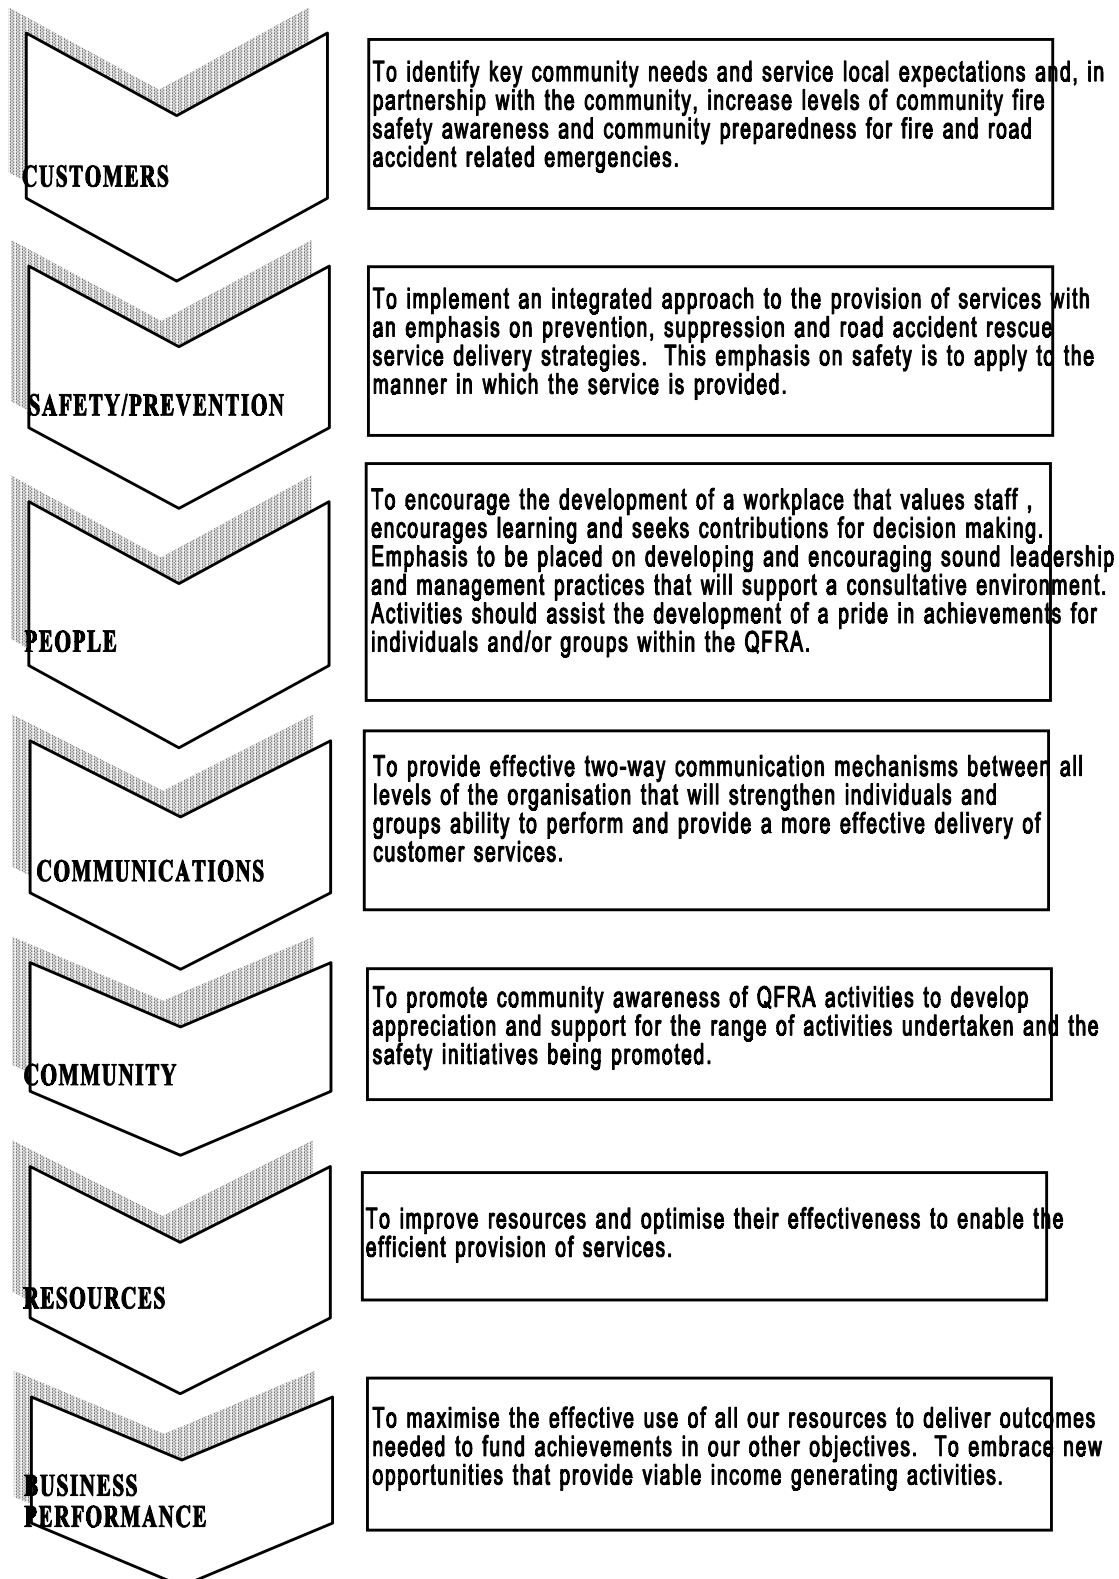 CUSTOMERS
To identify key community needs and service local expectations and, in
partnership with the community, increase levels of community fire
safety awareness and community preparedness for fire and road
accident related emergencies.
SAFETY/PREVENTION
To implement an integrated approach to the provision of services with
an emphasis on prevention, suppression and road accident rescue
service delivery strategies.  This emphasis on safety is to apply to the
manner in which the service is provided.
PEOPLE
To encourage the development of a workplace that values staff ,
encourages learning and seeks contributions for decision making.
Emphasis to be placed on developing and encouraging sound leadership
and management practices that will support a consultative environment.
Activities should assist the development of a pride in achievements for
individuals and/or groups within the QFRA.
COMMUNICATIONS
To provide effective two-way communication mechanisms between all
levels of the organisation that will strengthen individuals and
groups ability to perform and provide a more effective delivery of
customer services.
COMMUNITY
To promote community awareness of QFRA activities to develop
appreciation and support for the range of activities undertaken and the
safety initiatives being promoted.
RESOURCES
To improve resources and optimise their effectiveness to enable the
efficient provision of services.
BUSINESS
PERFORMANCE
To maximise the effective use of all our resources to deliver outcomes
needed to fund achievements in our other objectives.  To embrace new
opportunities that provide viable income generating activities.